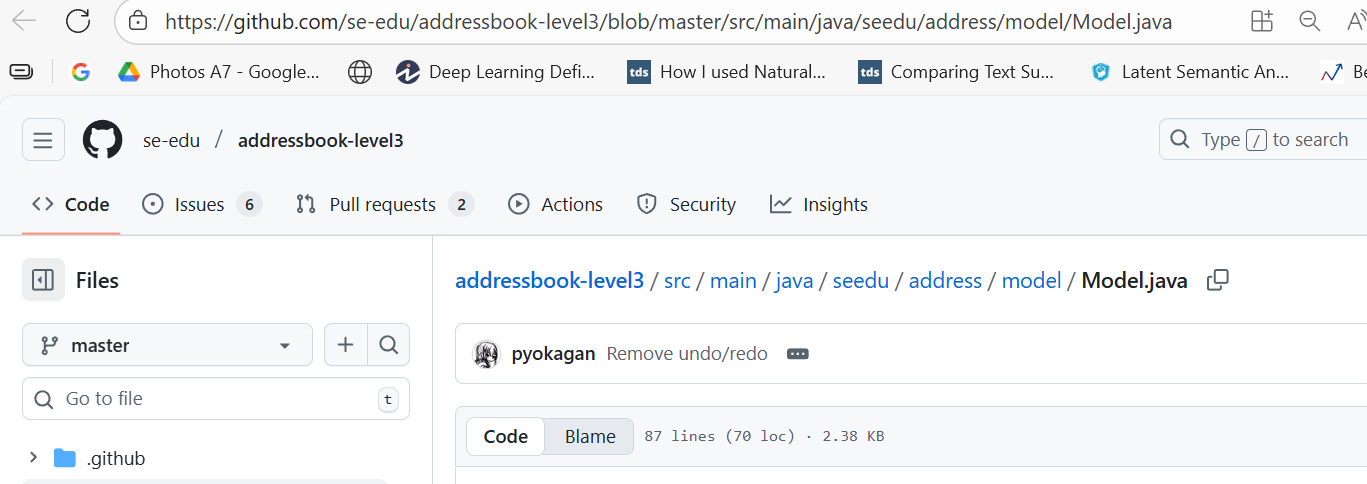 https://github.com/se-edu/addressbook-level3/blob/master/src/main/java/seedu/address/model/Model.java
Photos A7 - Google... Deep Learning Defi... tds How I used Natural... tds Comparing Text Su... Latent Semantic An...
se-edu / addressbook-level3 Type / to search
Code Issues 6 Pull requests 2 Actions Security Insights
Files
addressbook-level3 / src / main / java / seedu / address / model / Model.java
master
pyokagan Remove undo/redo
Go to file t
Code Blame 87 lines (70 loc) · 2.38 KB
.github